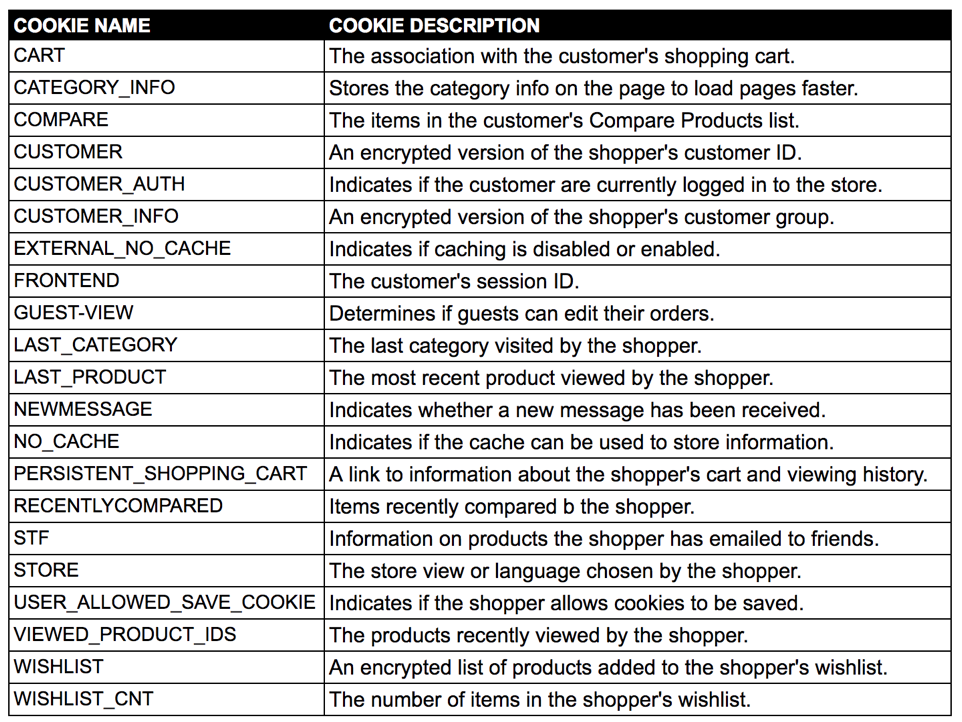 COOKIE NAME COOKIE DESCRIPTION
CART The association with the customer's shopping cart.
CATEGORY_INFO Stores the category info on the page to load pages faster.
COMPARE The items in the customer's Compare Products list.
CUSTOMER An encrypted version of the shopper's customer ID.
CUSTOMER_AUTH Indicates if the customer are currently logged in to the store.
CUSTOMER_INFO An encrypted version of the shopper's customer group.
EXTERNAL_NO_CACHE Indicates if caching is disabled or enabled.
FRONTEND The customer's session ID.
GUEST-VIEW Determines if guests can edit their orders.
LAST_CATEGORY The last category visited by the shopper.
LAST_PRODUCT The most recent product viewed by the shopper.
NEWMESSAGE Indicates whether a new message has been received.
NO_CACHE Indicates if the cache can be used to store information.
PERSISTENT_SHOPPING_CART A link to information about the shopper's cart and viewing history.
RECENTLYCOMPARED Items recently compared b the shopper.
STF Information on products the shopper has emailed to friends.
STORE The store view or language chosen by the shopper.
USER_ALLOWED_SAVE_COOKIE Indicates if the shopper allows cookies to be saved.
VIEWED_PRODUCT_IDS The products recently viewed by the shopper.
WISHLIST An encrypted list of products added to the shopper's wishlist.
WISHLIST_CNT The number of items in the shopper's wishlist.